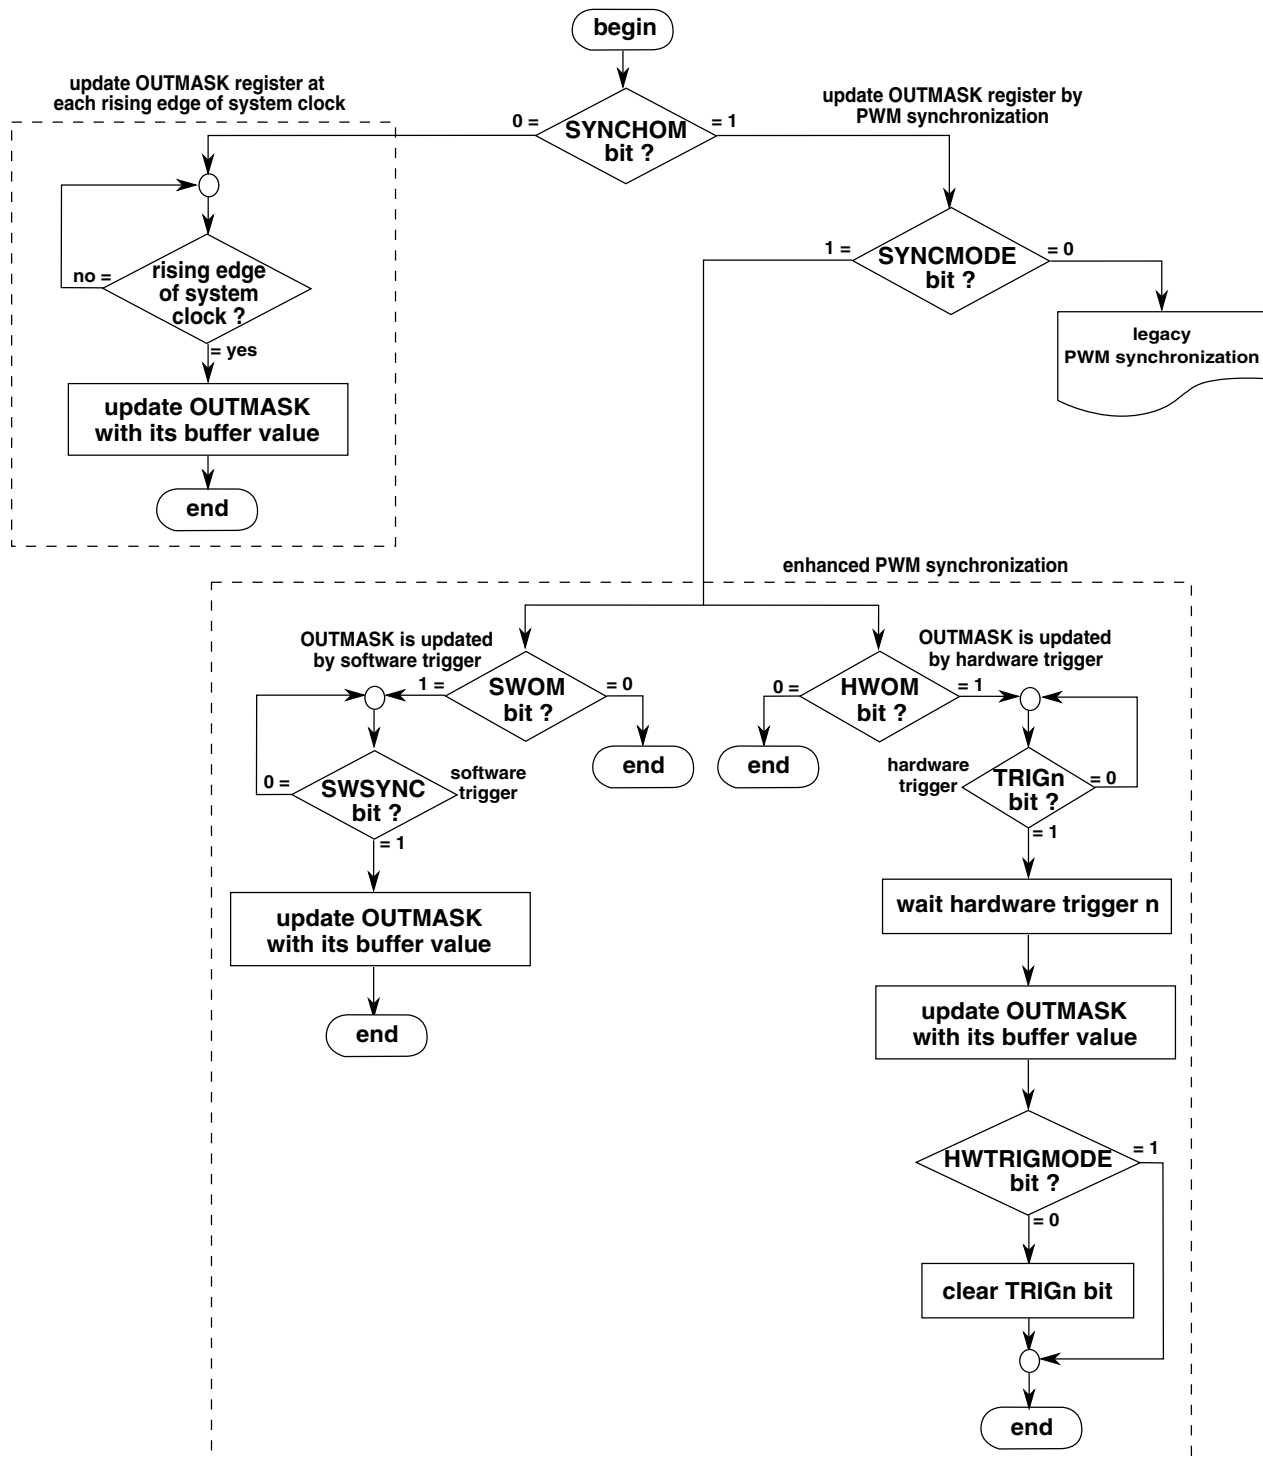 begin
update OUTMASK register at
each rising edge of system clock
update OUTMASK register by
PWM synchronization
0 =
SYNCHOM
bit ?
= 1
1 =
SYNCMODE
bit ?
= 0
no =
rising edge
of system
clock ?
= yes
legacy
PWM synchronization
update OUTMASK
with its buffer value
end
enhanced PWM synchronization
OUTMASK is updated
by software trigger
OUTMASK is updated
by hardware trigger
1 =
SWOM
bit ?
= 0
0 =
HWOM
bit ?
= 1
end
end
0 =
SWSYNC
bit ?
software
trigger
= 1
hardware
trigger
TRIGn
bit ?
= 0
= 1
update OUTMASK
with its buffer value
end
wait hardware trigger n
update OUTMASK
with its buffer value
HWTRIGMODE
bit ?
= 1
= 0
clear TRIGn bit
end